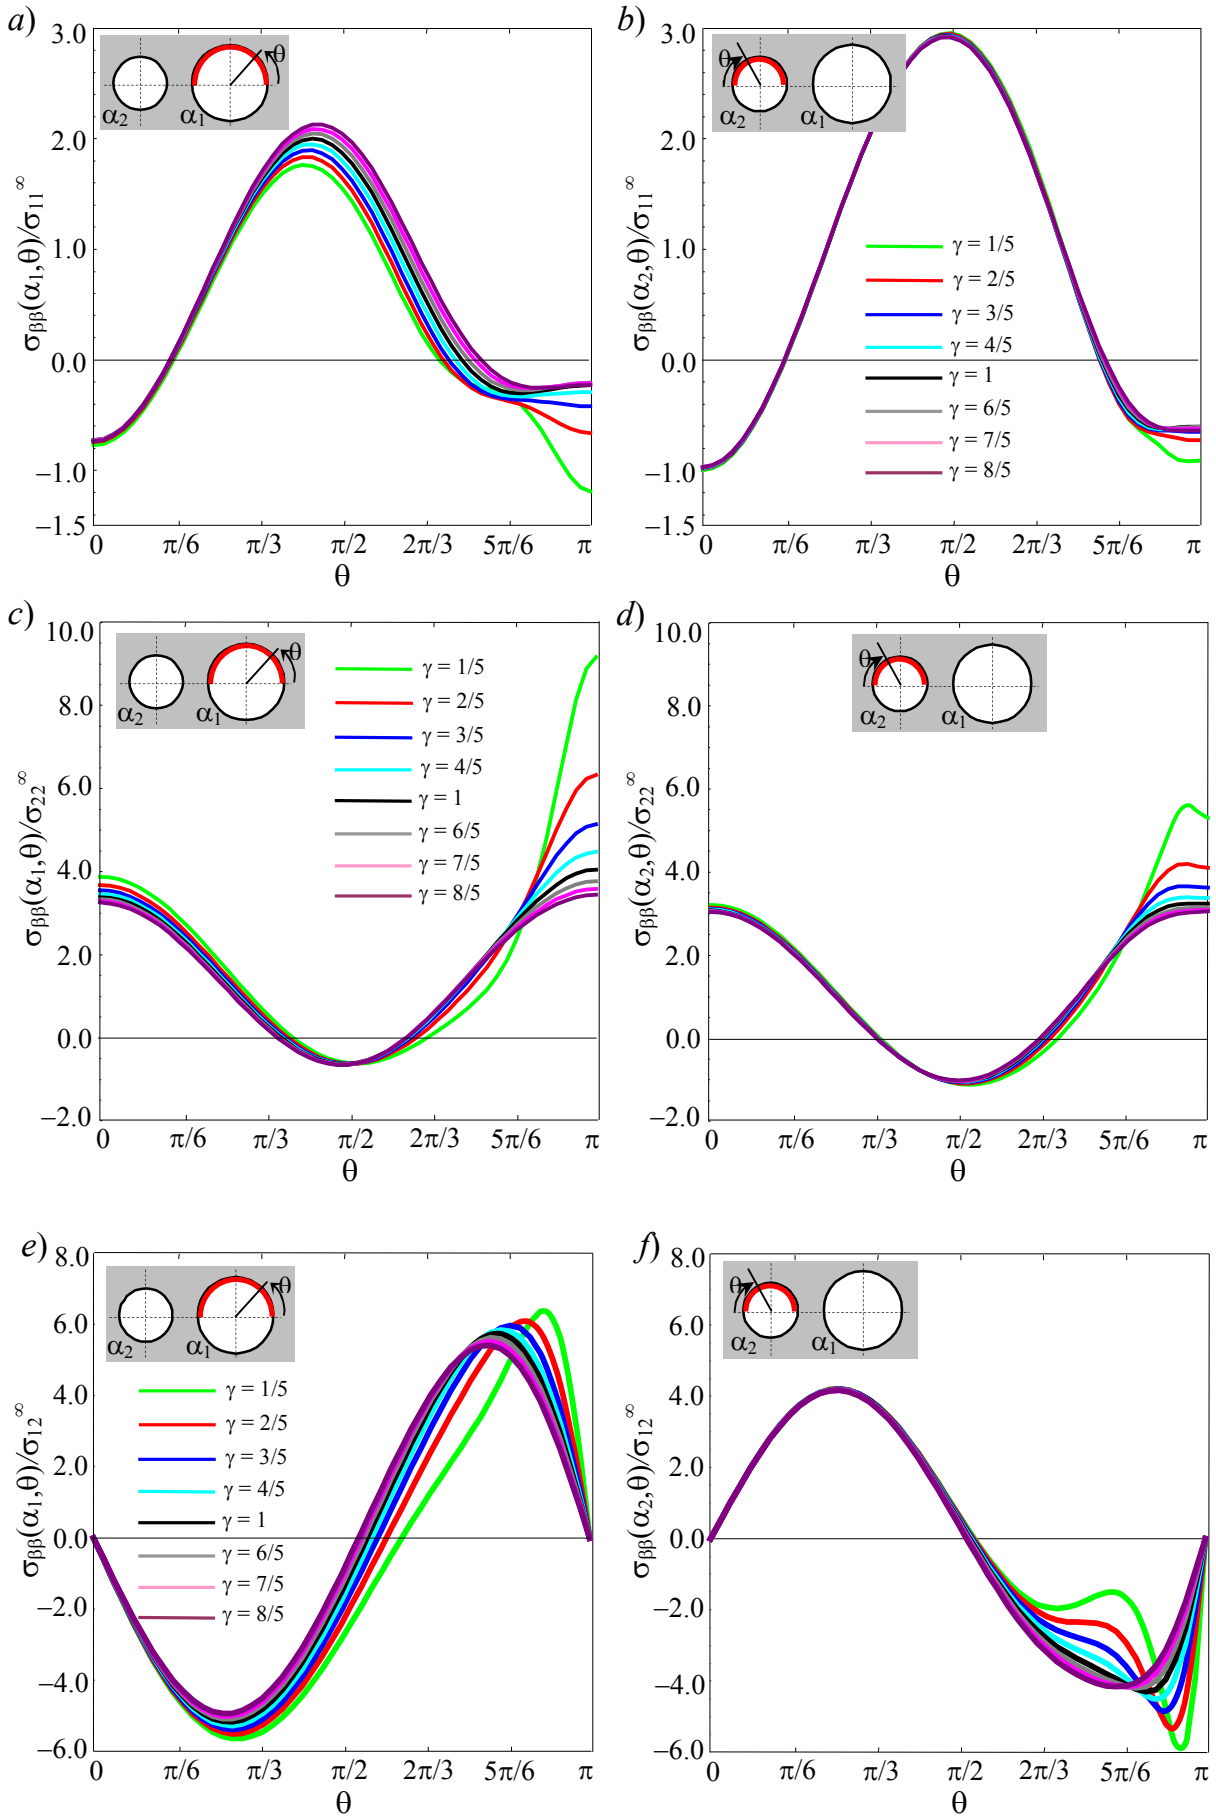 a)
3.0
2.0
1.0
0.0
−1.0
−1.5
σββ(α1,θ)/σ11∞
θ
α2
α1
0 π/6 π/3 π/2 2π/3 5π/6 π
θ
b)
3.0
2.0
1.0
0.0
−1.0
−1.5
σββ(α2,θ)/σ11∞
θ
α2
α1
γ = 1/5
γ = 2/5
γ = 3/5
γ = 4/5
γ = 1
γ = 6/5
γ = 7/5
γ = 8/5
0 π/6 π/3 π/2 2π/3 5π/6 π
θ
c)
10.0
8.0
6.0
4.0
2.0
0.0
−2.0
σββ(α1,θ)/σ22∞
θ
α2
α1
γ = 1/5
γ = 2/5
γ = 3/5
γ = 4/5
γ = 1
γ = 6/5
γ = 7/5
γ = 8/5
0 π/6 π/3 π/2 2π/3 5π/6 π
θ
d)
10.0
8.0
6.0
4.0
2.0
0.0
−2.0
σββ(α2,θ)/σ22∞
θ
α2
α1
0 π/6 π/3 π/2 2π/3 5π/6 π
θ
e)
8.0
6.0
4.0
2.0
0.0
−2.0
−4.0
−6.0
σββ(α1,θ)/σ12∞
θ
α2
α1
γ = 1/5
γ = 2/5
γ = 3/5
γ = 4/5
γ = 1
γ = 6/5
γ = 7/5
γ = 8/5
0 π/6 π/3 π/2 2π/3 5π/6 π
θ
f)
8.0
6.0
4.0
2.0
0.0
−2.0
−4.0
−6.0
σββ(α2,θ)/σ12∞
θ
α2
α1
0 π/6 π/3 π/2 2π/3 5π/6 π
θ